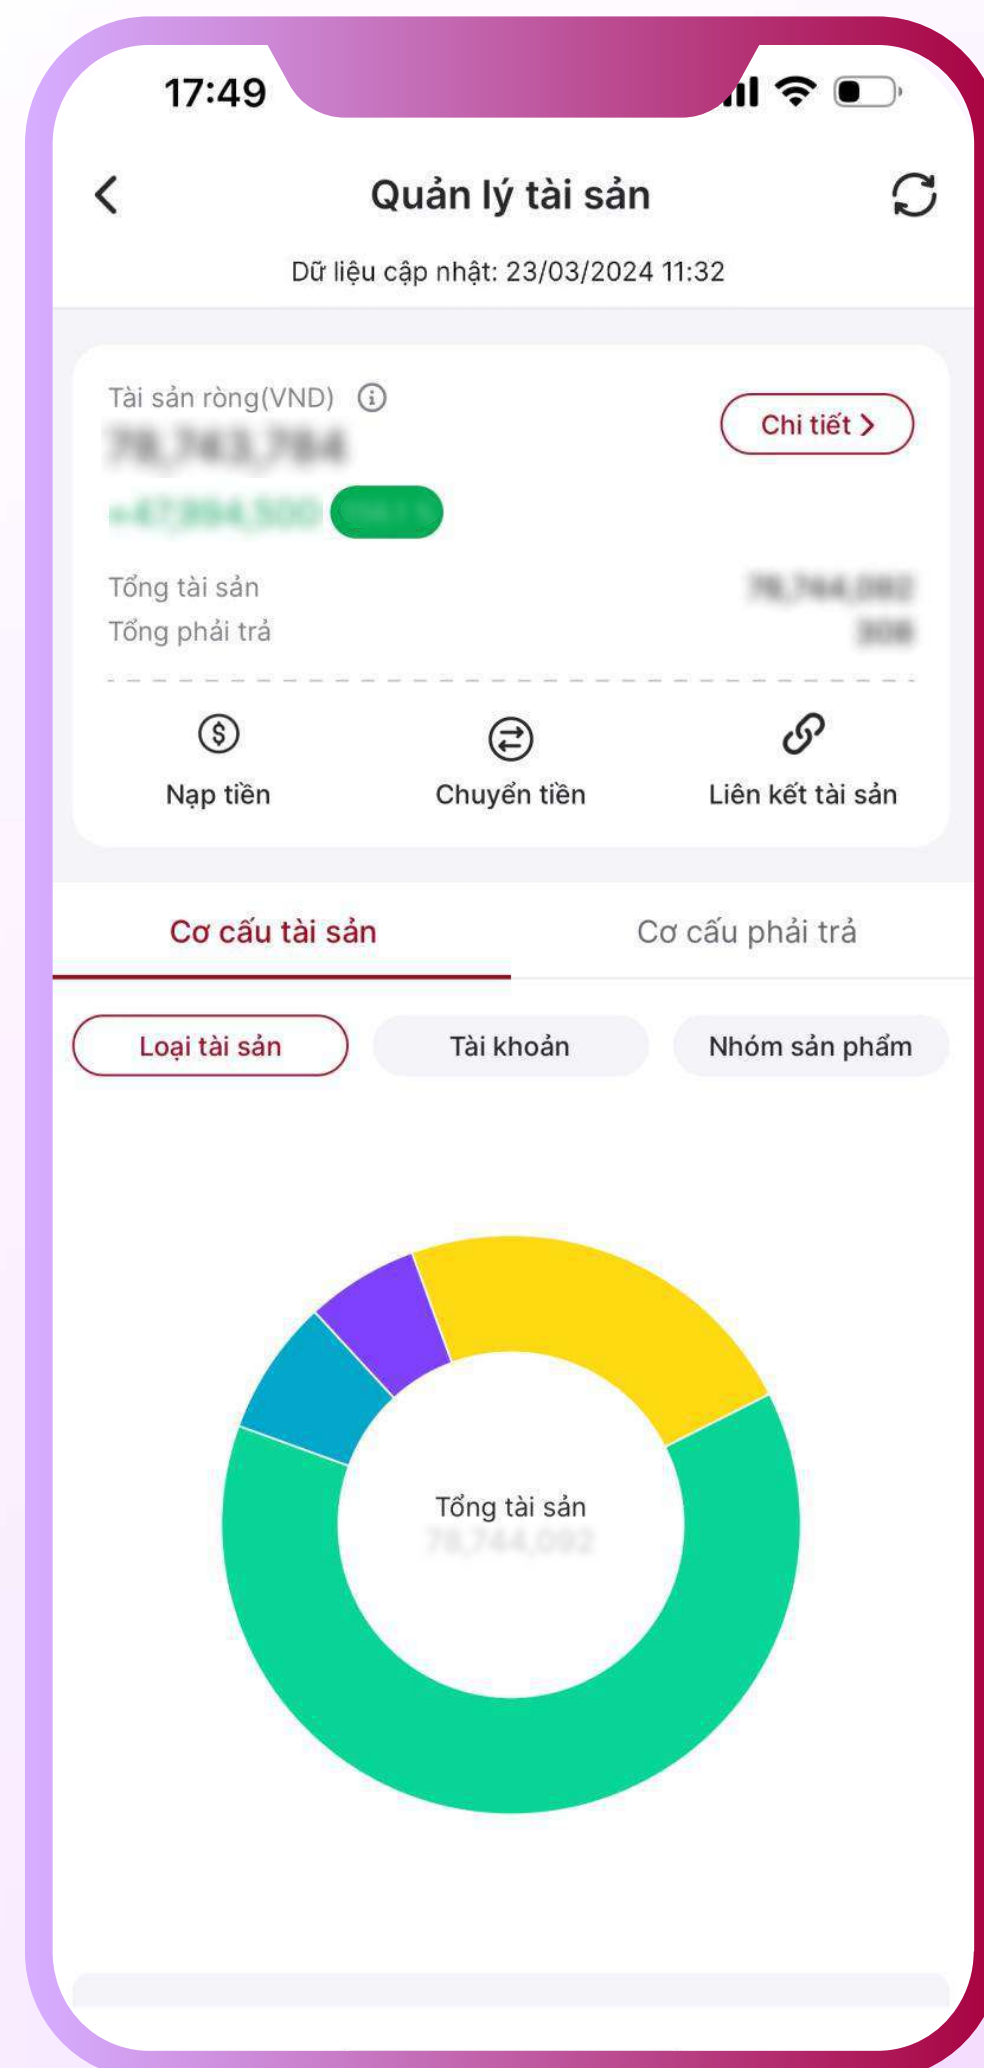 17:49
Quản lý tài sản
Dữ liệu cập nhật: 23/03/2024 11:32
Tài sản ròng(VND)
Chi tiết
Tổng tài sản
Tổng phải trả
Nạp tiền
Chuyển tiền
Liên kết tài sản
Cơ cấu tài sản
Cơ cấu phải trả
Loại tài sản
Tài khoản
Nhóm sản phẩm
Tổng tài sản